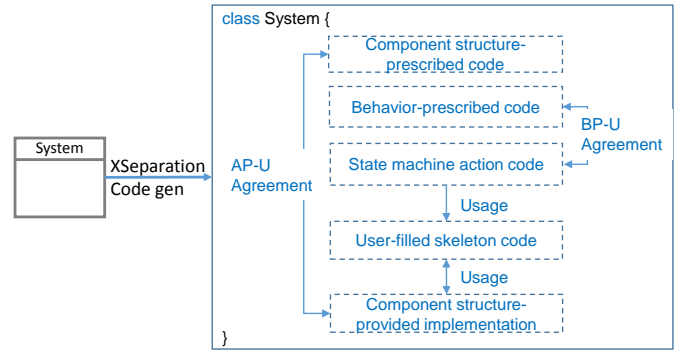 class System {
Component structure-
prescribed code
Behavior-prescribed code
BP-U
Agreement
System
XSeparation
Code gen
AP-U
Agreement
State machine action code
Usage
User-filled skeleton code
Usage
Component structure-
provided implementation
}